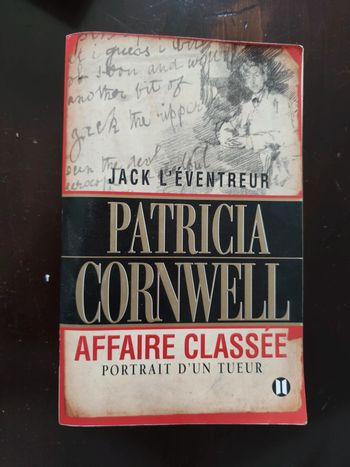 i guess i
soon and
another bit of
jack the ripper
JACK L'ÉVENTREUR
PATRICIA
CORNWELL
AFFAIRE CLASSÉE
PORTRAIT D'UN TUEUR